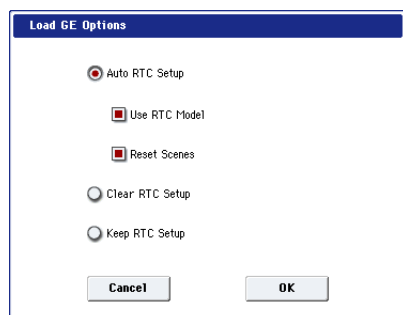 Load GE Options
Auto RTC Setup
Use RTC Model
Reset Scenes
Clear RTC Setup
Keep RTC Setup
Cancel OK